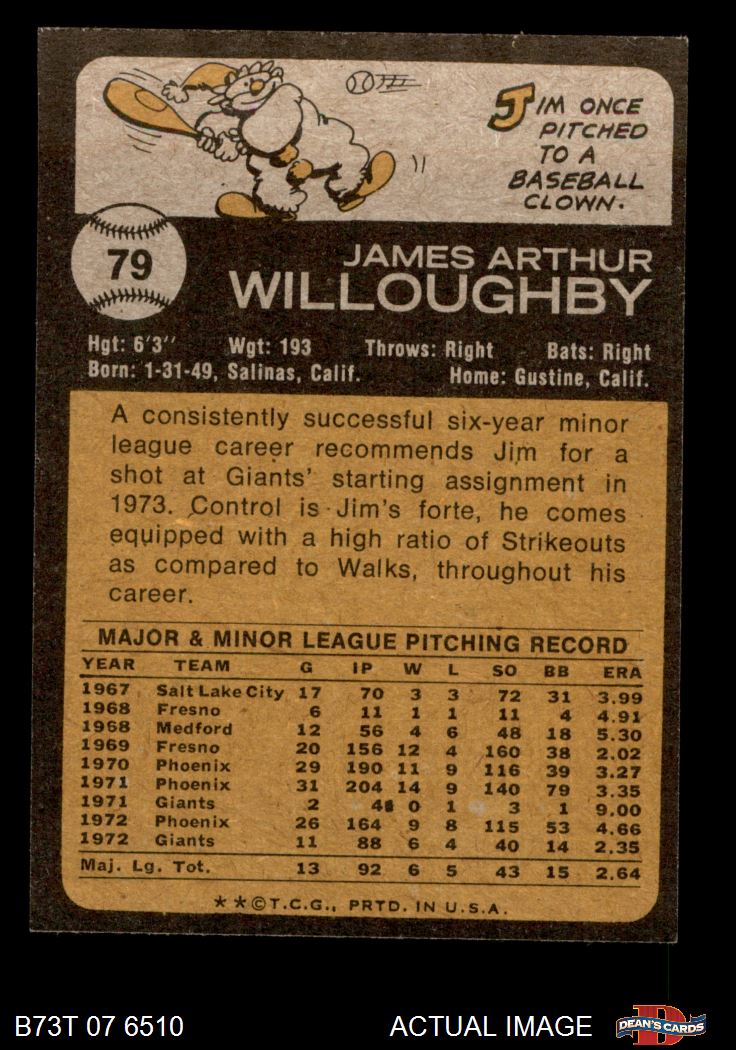 JIM ONCE
PITCHED
TO A
BASEBALL
CLOWN.
79
JAMES ARTHUR
WILLOUGHBY
Hgt: 6'3" Wgt: 193 Throws: Right Bats: Right
Born: 1-31-49, Salinas, Calif. Home: Gustine, Calif.
A consistently successful six-year minor
league career recommends Jim for a
shot at Giants' starting assignment in
1973. Control is Jim's forte, he comes
equipped with a high ratio of Strikeouts
as compared to Walks, throughout his
career.
MAJOR & MINOR LEAGUE PITCHING RECORD
YEAR TEAM G IP W L SO BB ERA
1967 Salt Lake City 17 70 3 3 72 31 3.99
1968 Fresno 6 11 1 1 11 4 4.91
1968 Medford 12 56 4 6 48 18 5.30
1969 Fresno 20 156 12 4 160 38 2.02
1970 Phoenix 29 190 11 9 116 39 3.27
1971 Phoenix 31 204 14 9 140 79 3.35
1971 Giants 2 4 0 1 3 1 9.00
1972 Phoenix 26 164 9 8 115 53 4.66
1972 Giants 11 88 6 4 40 14 2.35
Maj. Lg. Tot. 13 92 6 5 43 15 2.64
★★©T.C.G., PRTD. IN U.S.A.
B73T 07 6510 ACTUAL IMAGE DEAN'S CARDS